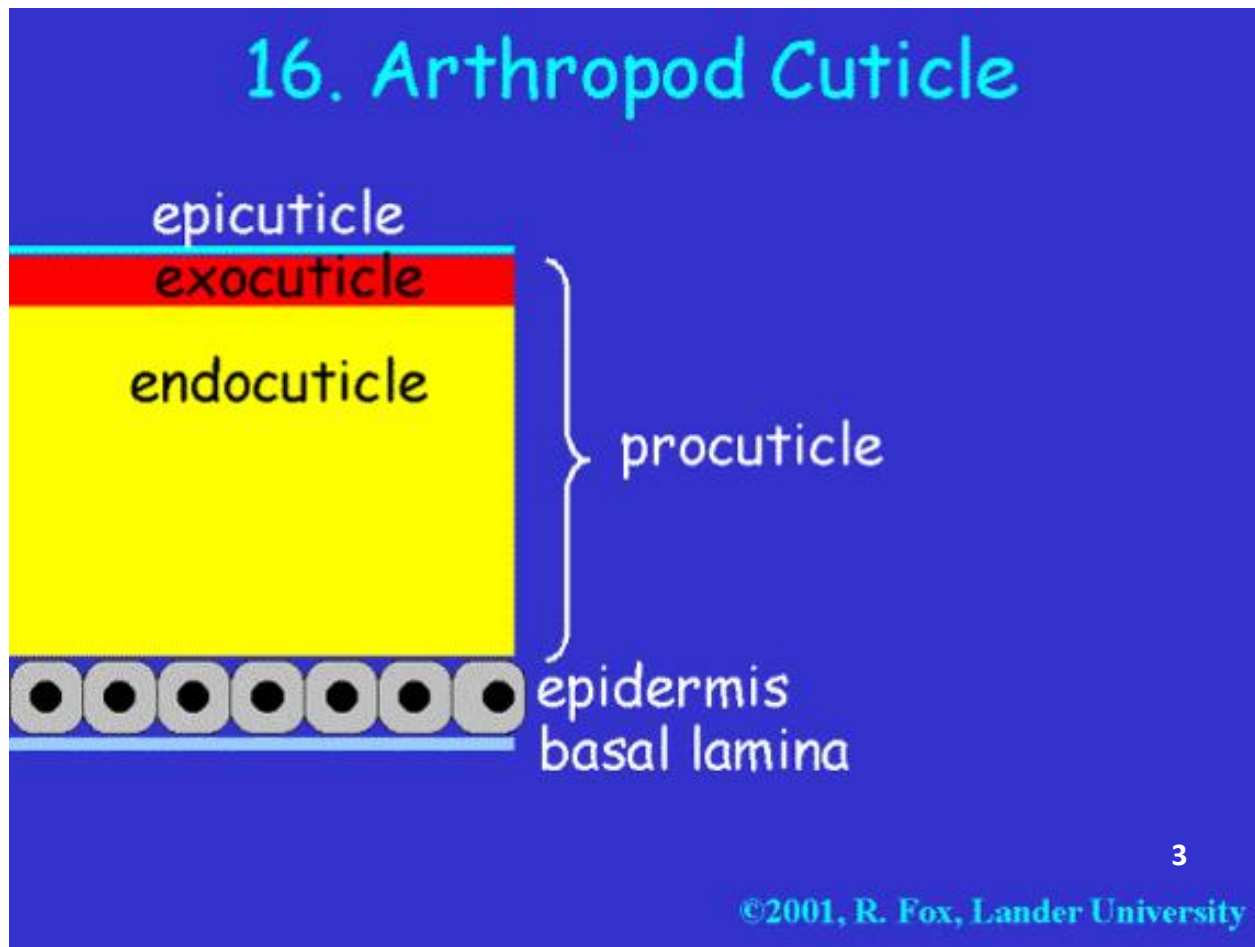 16. Arthropod Cuticle
epicuticle
exocuticle
endocuticle
procuticle
epidermis
basal lamina
3
©2001, R. Fox, Lander University